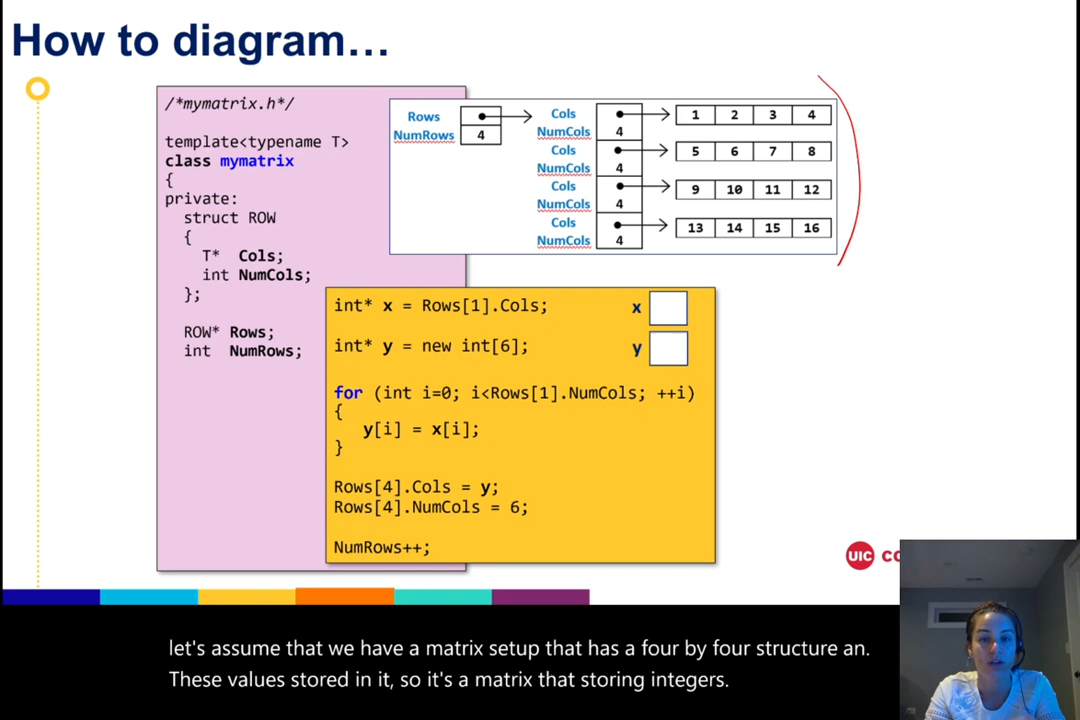 How to diagram...
/*mymatrix.h*/
template<typename T>
class mymatrix
{
private:
struct ROW
{
T* Cols;
int NumCols;
};
ROW* Rows;
int NumRows;
Rows
NumRows 4
Cols
NumCols 4
Cols
NumCols 4
Cols
NumCols 4
Cols
NumCols 4
1 2 3 4
5 6 7 8
9 10 11 12
13 14 15 16
int* x = Rows[1].Cols;
x
int* y = new int[6];
y
for (int i=0; i<Rows[1].NumCols; ++i)
{
y[i] = x[i];
}
Rows[4].Cols = y;
Rows[4].NumCols = 6;
NumRows++;
UIC CO
let's assume that we have a matrix setup that has a four by four structure an.
These values stored in it, so it's a matrix that storing integers.